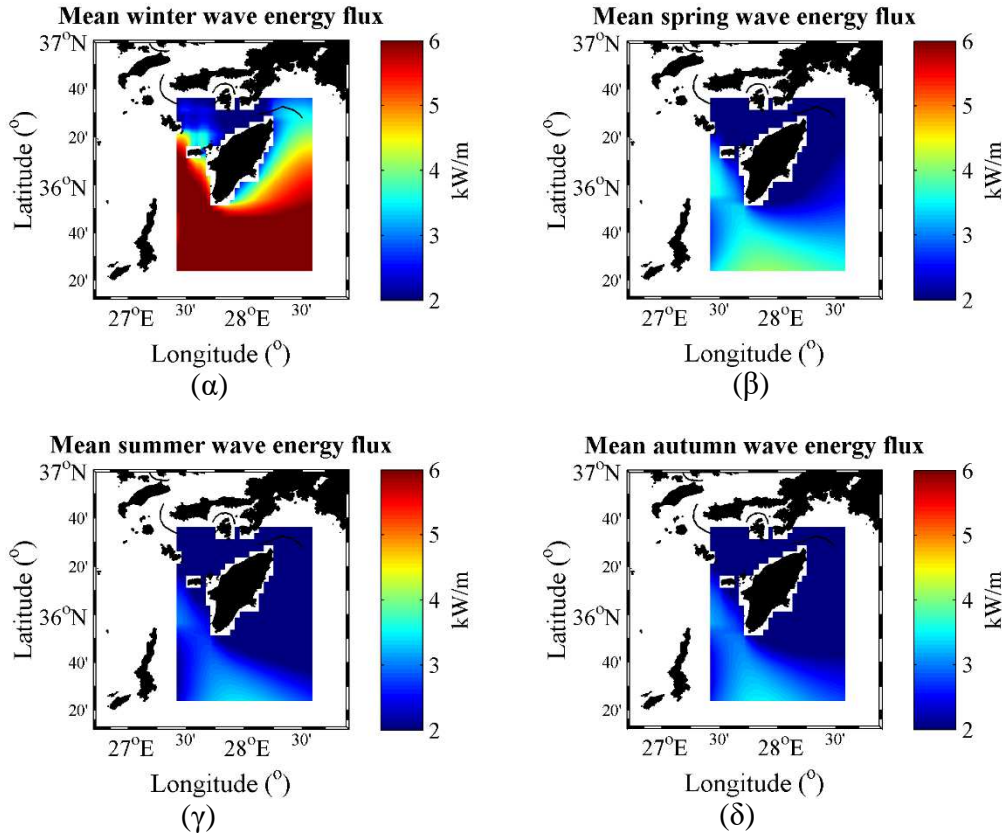 Mean winter wave energy flux
37°N
40'
20'
36°N
40'
20'
Latitude (°)
27°E
30'
28°E
30'
Longitude (°)
6
5
4
3
2
kW/m
(α)
Mean spring wave energy flux
37°N
40'
20'
36°N
40'
20'
Latitude (°)
27°E
30'
28°E
30'
Longitude (°)
6
5
4
3
2
kW/m
(β)
Mean summer wave energy flux
37°N
40'
20'
36°N
40'
20'
Latitude (°)
27°E
30'
28°E
30'
Longitude (°)
6
5
4
3
2
kW/m
(γ)
Mean autumn wave energy flux
37°N
40'
20'
36°N
40'
20'
Latitude (°)
27°E
30'
28°E
30'
Longitude (°)
6
5
4
3
2
kW/m
(δ)